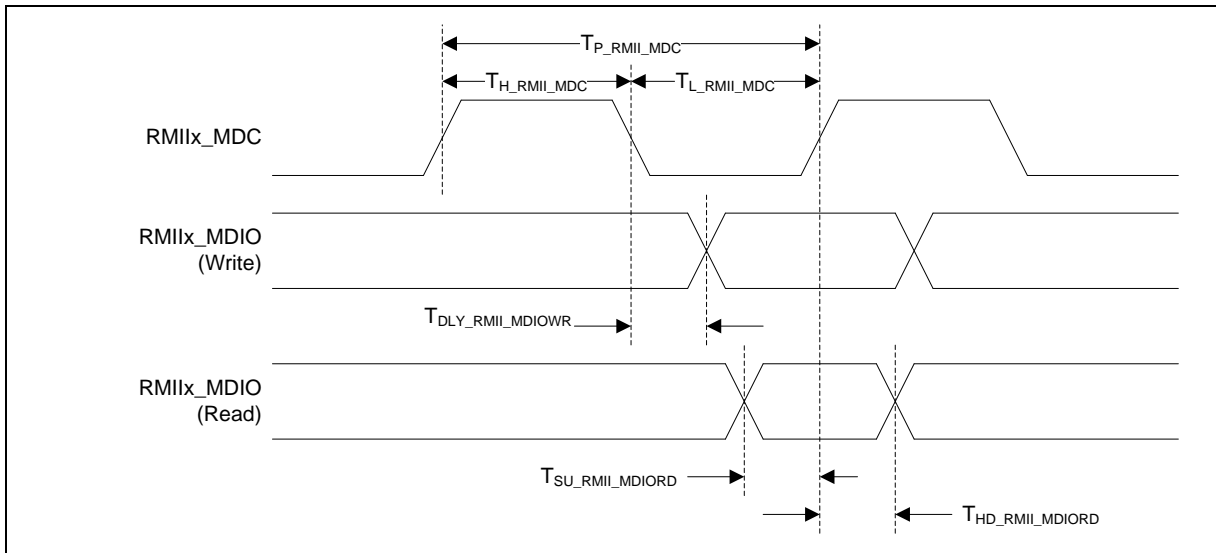 T_P_RMII_MDC
T_H_RMII_MDC
T_L_RMII_MDC
RMIIx_MDC
RMIIx_MDIO
(Write)
T_DLY_RMII_MDIOWR
RMIIx_MDIO
(Read)
T_SU_RMII_MDIORD
T_HD_RMII_MDIORD